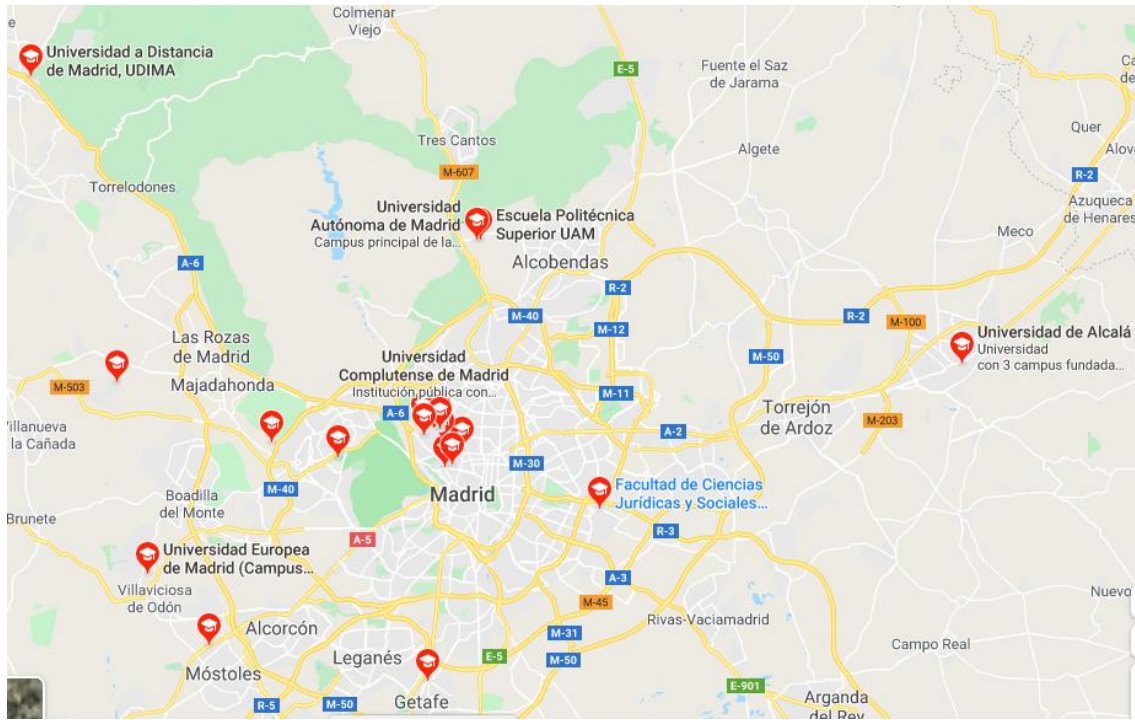 Colmenar
Viejo
Universidad a Distancia
de Madrid, UDIMA
E-5
Fuente el Saz
de Jarama
Quer
Tres Cantos
Algete
M-607
R-2
Torrelodones
Azuqueca
de Henares
Universidad
Autónoma de Madrid
Campus principal de la...
Escuela Politécnica
Superior UAM
Meco
Alcobendas
A-6
R-2
M-40
M-12
R-2
M-100
Las Rozas
de Madrid
Universidad de Alcalá
Universidad
con 3 campus fundada...
M-50
Universidad
Complutense de Madrid
Institución pública con...
Majadahonda
M-503
M-11
A-6
Torrejón
de Ardoz
M-203
A-2
la Cañada
M-30
M-40
Madrid
Facultad de Ciencias
Jurídicas y Sociales...
Boadilla
del Monte
Brunete
R-3
A-5
Universidad Europea
de Madrid (Campus...
A-3
Villaviciosa
de Odón
M-45
Nuevo
Rivas-Vaciamadrid
Alcorcón
M-31
Campo Real
Leganés
E-5
M-50
Móstoles
E-901
Getafe
R-5
M-50
Arganda
del Rey